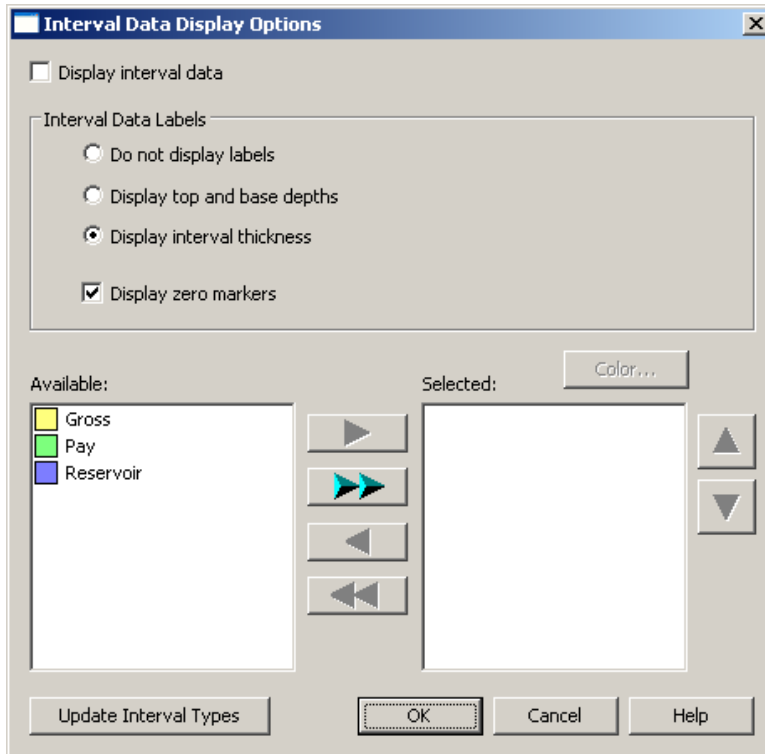 Interval Data Display Options
Display interval data
Interval Data Labels
Do not display labels
Display top and base depths
Display interval thickness
Display zero markers
Color...
Available:
Selected:
Gross
Pay
Reservoir
Update Interval Types
OK
Cancel
Help